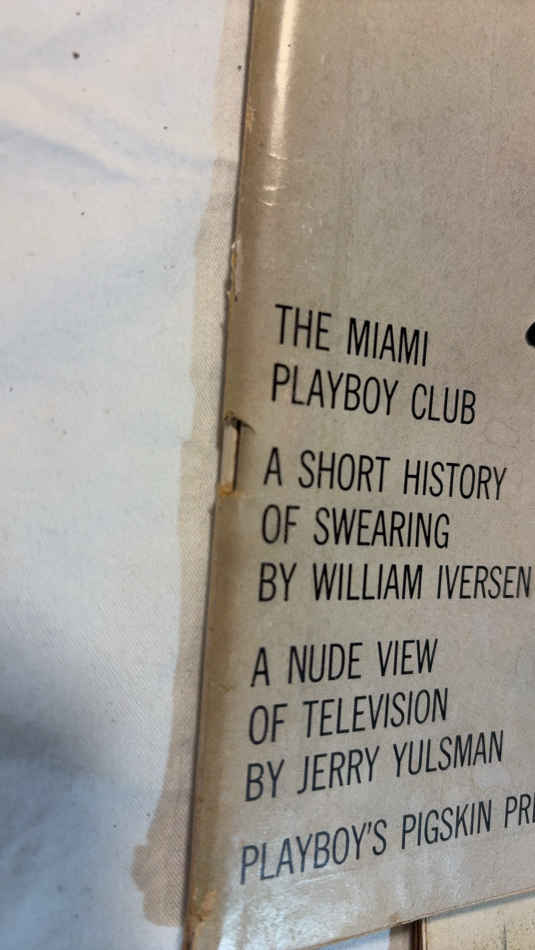 THE MIAMI
PLAYBOY CLUB
A SHORT HISTORY
OF SWEARING
BY WILLIAM IVERSEN
A NUDE VIEW
OF TELEVISION
BY JERRY YULSMAN
PLAYBOY'S PIGSKIN